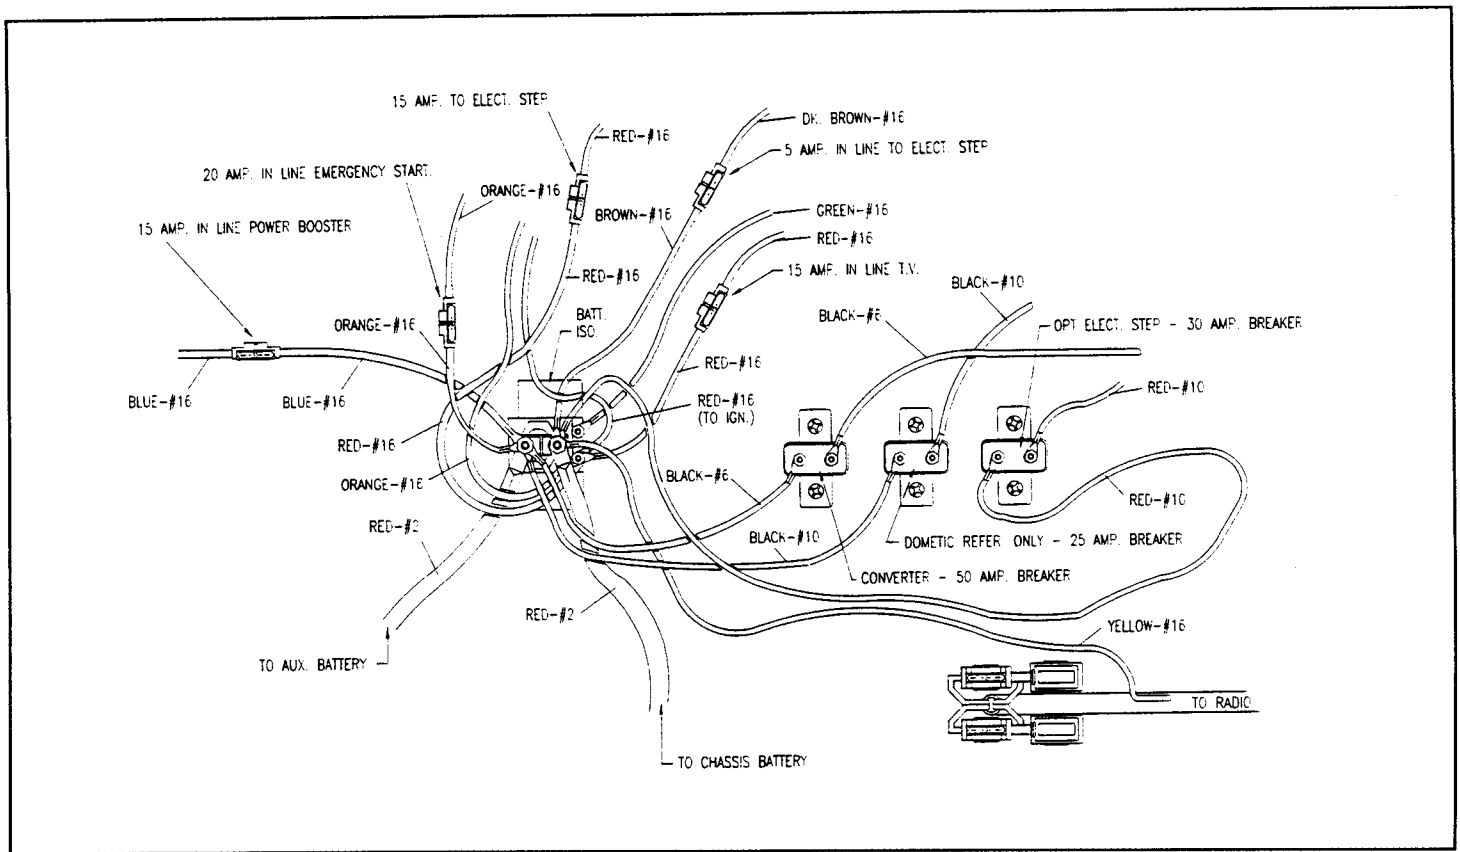 15 AMP. TO ELECT. STEP
RED-#16
DK. BROWN-#16
5 AMP. IN LINE TO ELECT. STEP
20 AMP. IN LINE EMERGENCY START.
ORANGE-#16
BROWN-#16
GREEN-#16
15 AMP. IN LINE POWER BOOSTER
RED-#16
RED-#16
15 AMP. IN LINE T.V.
BLACK-#10
BATT.
ISO.
ORANGE-#16
BLACK-#6
OPT ELECT. STEP - 30 AMP. BREAKER
RED-#16
RED-#10
BLUE-#16
BLUE-#16
RED-#16
(TO IGN.)
RED-#16
BLACK-#6
ORANGE-#16
RED-#10
RED-#2
BLACK-#10
DOMETIC REFER ONLY - 25 AMP. BREAKER
CONVERTER - 50 AMP. BREAKER
RED-#2
YELLOW-#16
TO AUX. BATTERY
TO RADIO
TO CHASSIS BATTERY